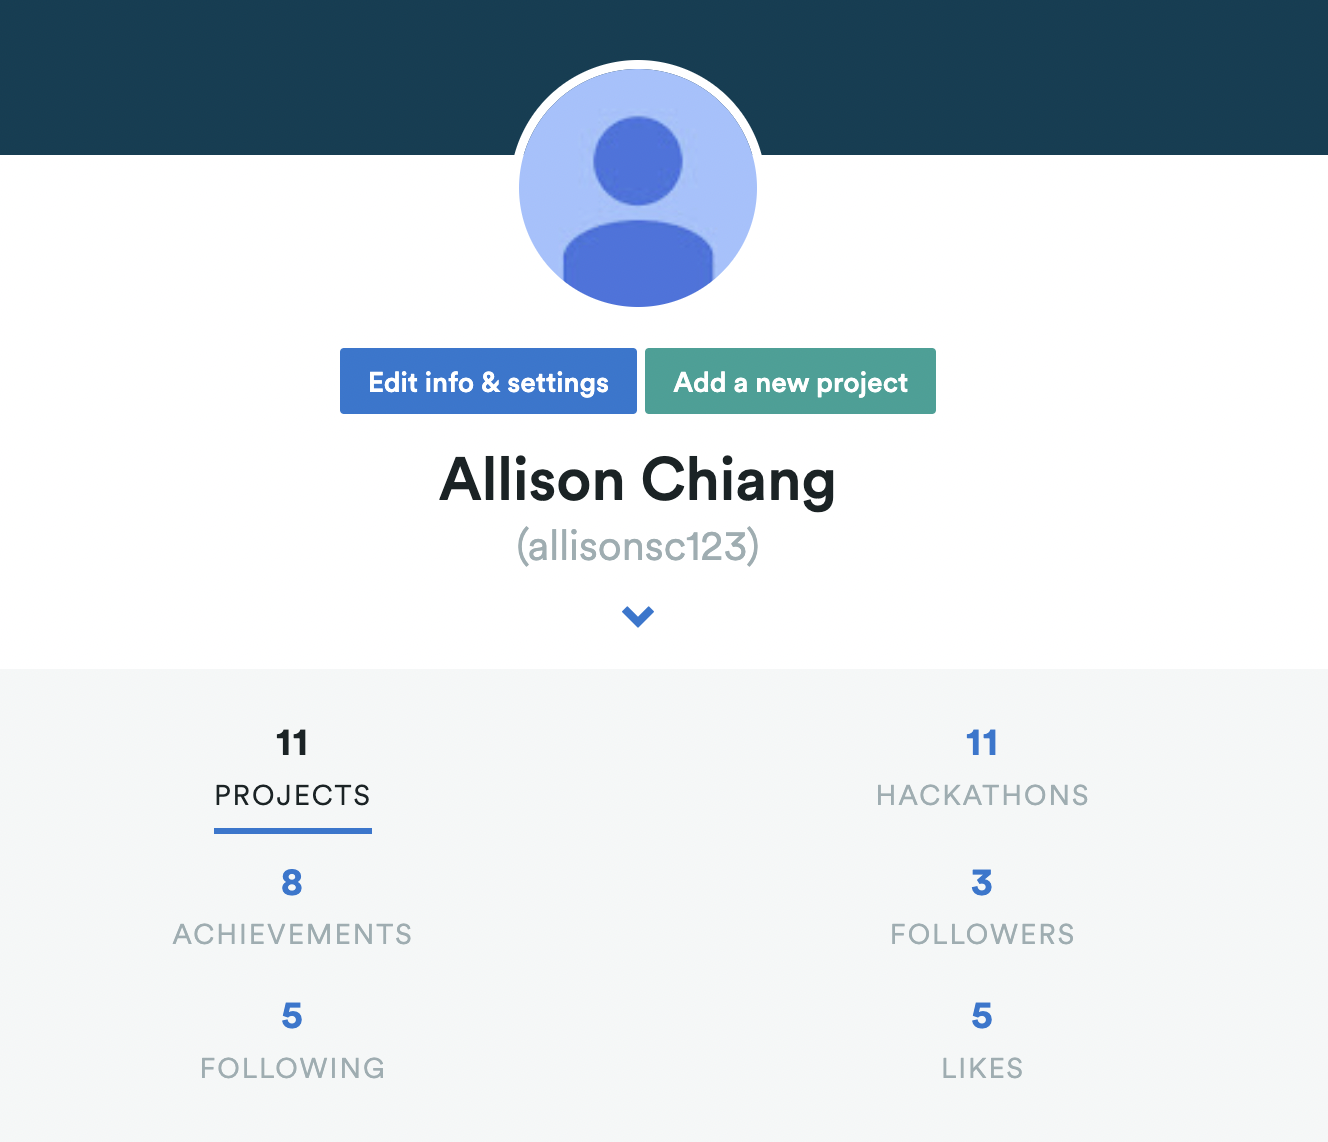 Edit info & settings
Add a new project
Allison Chiang
(allisonsc123)
11
PROJECTS
11
HACKATHONS
8
ACHIEVEMENTS
3
FOLLOWERS
5
FOLLOWING
5
LIKES